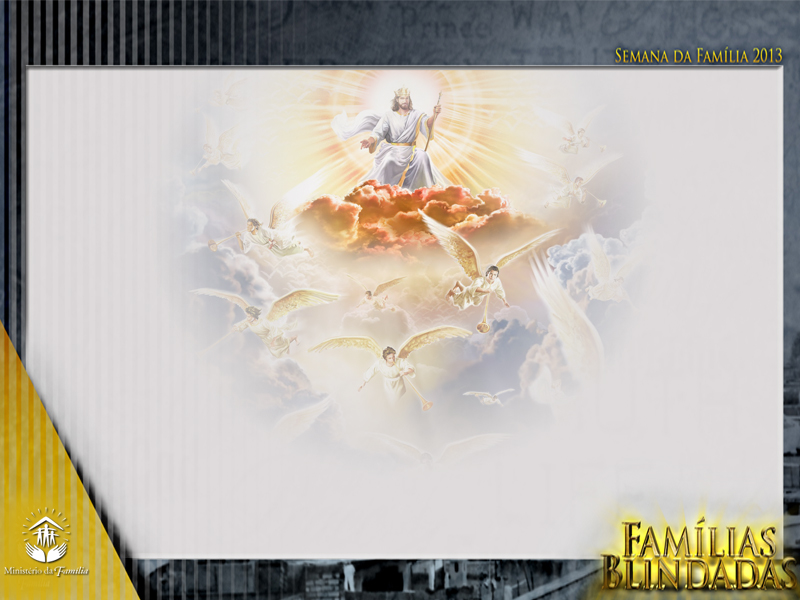 Semana da Família 2013
Famílias
Blindadas
Ministério da Família